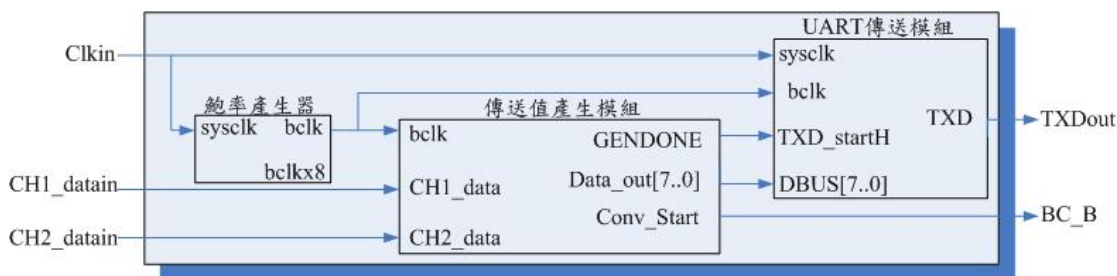 UART傳送模組
Clkin
sysclk
bclk
TXD
TXDout
TXD_startH
DBUS[7..0]
鮑率產生器
sysclk bclk
bclkx8
傳送值產生模組
bclk
GENDONE
CH1_datain
CH1_data
Data_out[7..0]
Conv_Start
BC_B
CH2_datain
CH2_data